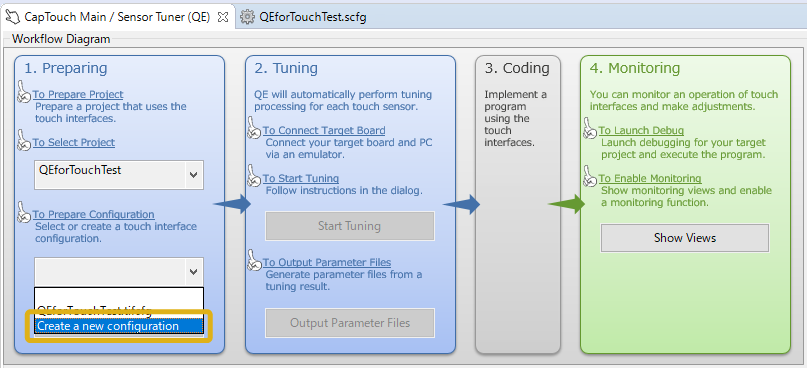 CapTouch Main / Sensor Tuner (QE)
QEforTouchTest.scfg
Workflow Diagram
1. Preparing
To Prepare Project
Prepare a project that uses the
touch interfaces.
To Select Project
QEforTouchTest
To Prepare Configuration
Select or create a touch interface
configuration.
QEforTouchTest.tifcfg
Create a new configuration
2. Tuning
QE will automatically perform tuning
processing for each touch sensor.
To Connect Target Board
Connect your target board and PC
via an emulator.
To Start Tuning
Follow instructions in the dialog.
Start Tuning
To Output Parameter Files
Generate parameter files from a
tuning result.
Output Parameter Files
3. Coding
Implement a
program
using the
touch
interfaces.
4. Monitoring
You can monitor an operation of touch
interfaces and make adjustments.
To Launch Debug
Launch debugging for your target
project and execute the program.
To Enable Monitoring
Show monitoring views and enable
a monitoring function.
Show Views